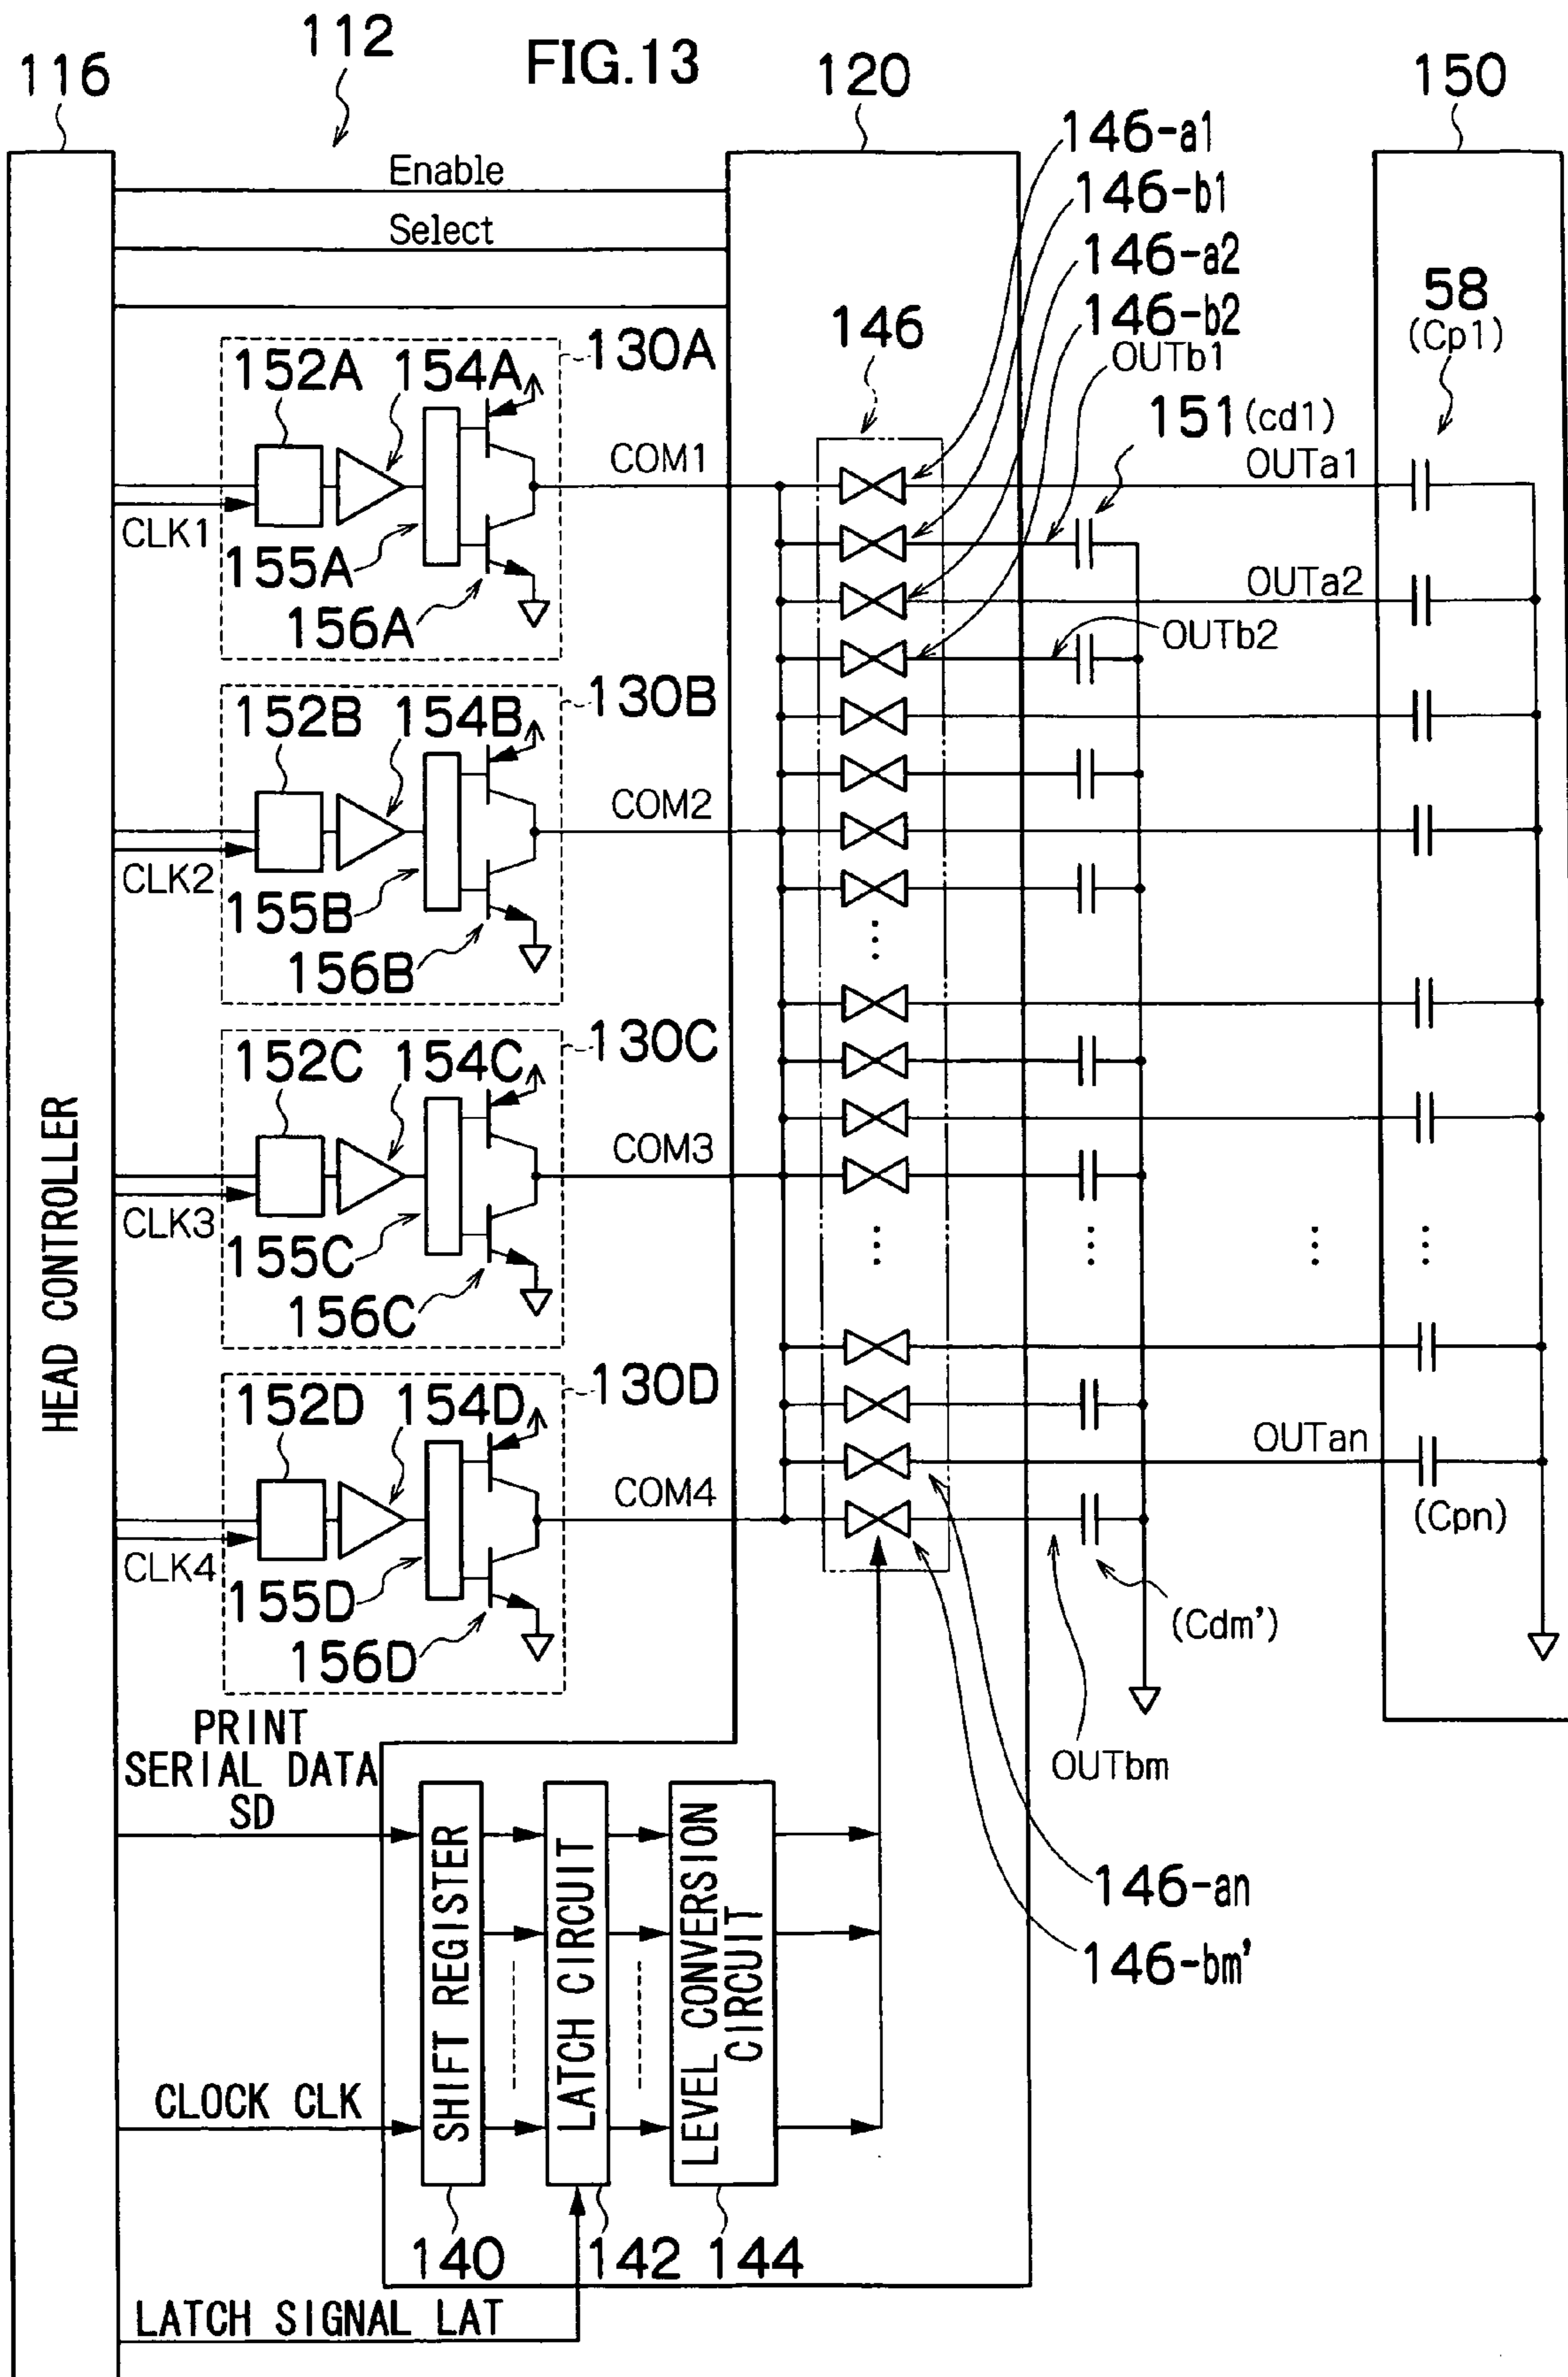 FIG.13
112
116
120
150
146-a1
146-b1
146-a2
146-b2
Enable
Select
146
OUTb1
58
(Cp1)
151 (cd1)
130A
152A
154A
COM1
OUTa1
CLK1
155A
156A
OUTa2
OUTb2
130B
152B
154B
COM2
CLK2
155B
156B
130C
152C
154C
COM3
CLK3
155C
156C
HEAD CONTROLLER
130D
152D
154D
COM4
OUTan
(Cpn)
CLK4
155D
156D
(Cdm')
OUTbm
PRINT
SERIAL DATA
SD
SHIFT REGISTER
LATCH CIRCUIT
LEVEL CONVERSION
CIRCUIT
146-an
146-bm'
CLOCK CLK
140
142
144
LATCH SIGNAL LAT